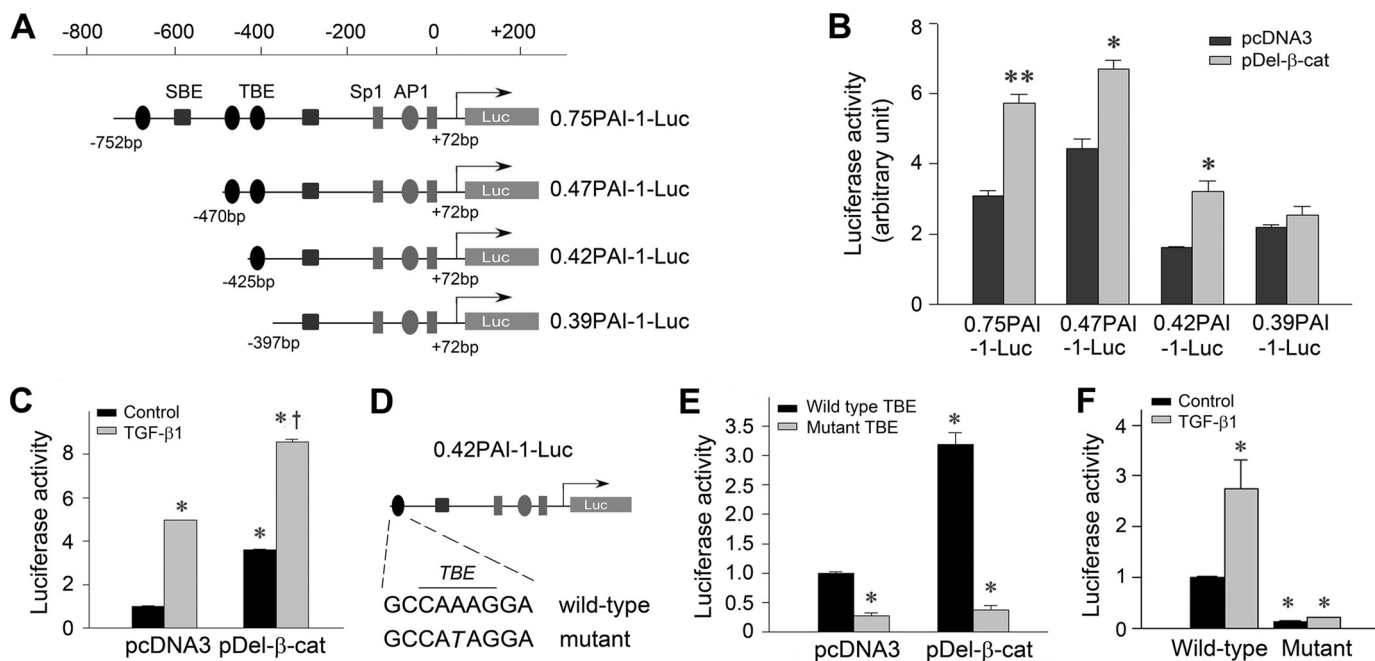 A
-800 -600 -400 -200 0 +200
SBE TBE Sp1 AP1
Luc 0.75PAI-1-Luc
-752bp +72bp
Luc 0.47PAI-1-Luc
-470bp +72bp
Luc 0.42PAI-1-Luc
-425bp +72bp
Luc 0.39PAI-1-Luc
-397bp +72bp
B
pcDNA3
pDel-β-cat
Luciferase activity
(arbitrary unit)
8
6
4
2
0
** * *
0.75PAI 0.47PAI 0.42PAI 0.39PAI
-1-Luc -1-Luc -1-Luc -1-Luc
C
Control
TGF-β1
Luciferase activity
8
6
4
2
0
* * *†
pcDNA3 pDel-β-cat
D
0.42PAI-1-Luc
Luc
TBE
GCCAAAGGA wild-type
GCCATAGGA mutant
E
Wild type TBE
Mutant TBE
Luciferase activity
3.5
3.0
2.5
2.0
1.5
1.0
0.5
0
* * *
pcDNA3 pDel-β-cat
F
Control
TGF-β1
Luciferase activity
4
3
2
1
0
* * *
Wild-type Mutant